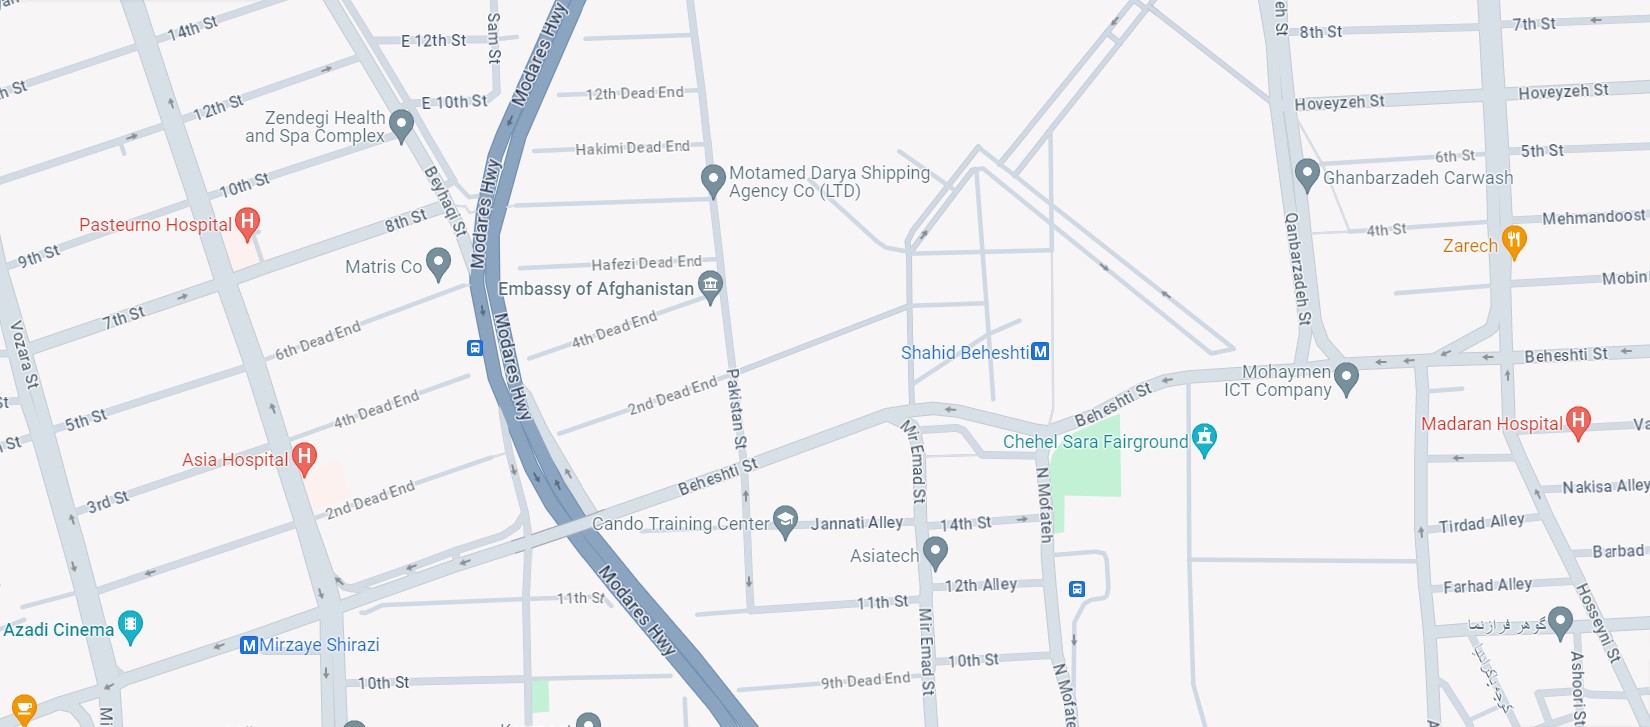 14th St
E 12th St
Sam St
Modares Hwy
8th St
7th St
12th Dead End
Hoveyzeh St
Hoveyzeh St
12th St
E 10th St
Zendegi Health
and Spa Complex
Hakimi Dead End
6th St
5th St
Motamed Darya Shipping
Agency Co (LTD)
Ghanbarzadeh Carwash
10th St
Beyhaqi St
Modares Hwy
Pasteurno Hospital
8th St
4th St
Mehmandoost
Qanbarzadeh St
Zarech
9th St
Matris Co
Hafezi Dead End
Mobin
Embassy of Afghanistan
7th St
6th Dead End
4th Dead End
Modares Hwy
Vozara St
Shahid Beheshti
M
Beheshti St
Mohaymen
ICT Company
5th St
4th Dead End
2nd Dead End
Pakistan St
Beheshti St
Mir Emad St
Chehel Sara Fairground
Madaran Hospital
H
Asia Hospital
H
H
3rd St
2nd Dead End
Beheshti St
N Mofateh
Nakisa Alley
Cando Training Center
Jannati Alley
14th St
Tirdad Alley
Asiatech
Barbad
12th Alley
Farhad Alley
11th St
11th St
Modares Hwy
Mir Emad St
Hosseyni St
گوهر فرازنما
Azadi Cinema
M
Mirzaye Shirazi
10th St
10th St
9th Dead End
N Mofate
Ashoori St